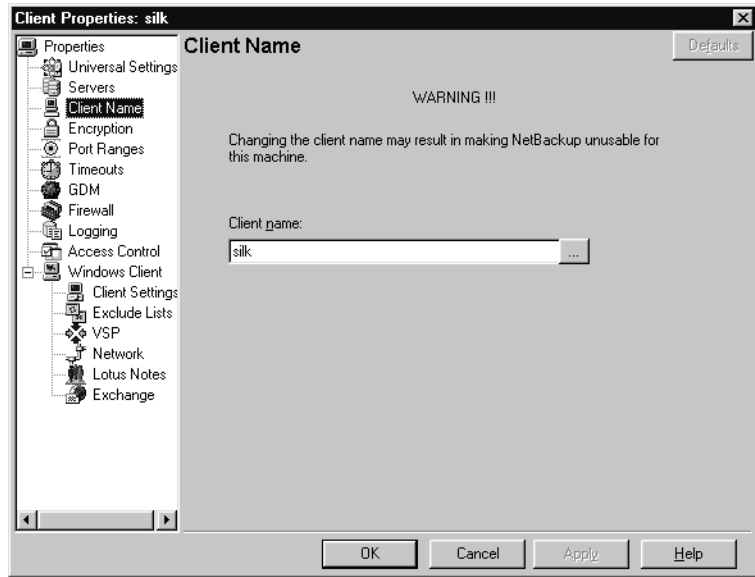 Client Properties: silk
Properties
Universal Settings
Servers
Client Name
Encryption
Port Ranges
Timeouts
GDM
Firewall
Logging
Access Control
Windows Client
Client Settings
Exclude Lists
VSP
Network
Lotus Notes
Exchange
Client Name
Defaults
WARNING !!!
Changing the client name may result in making NetBackup unusable for
this machine.
Client name:
silk
...
OK
Cancel
Apply
Help